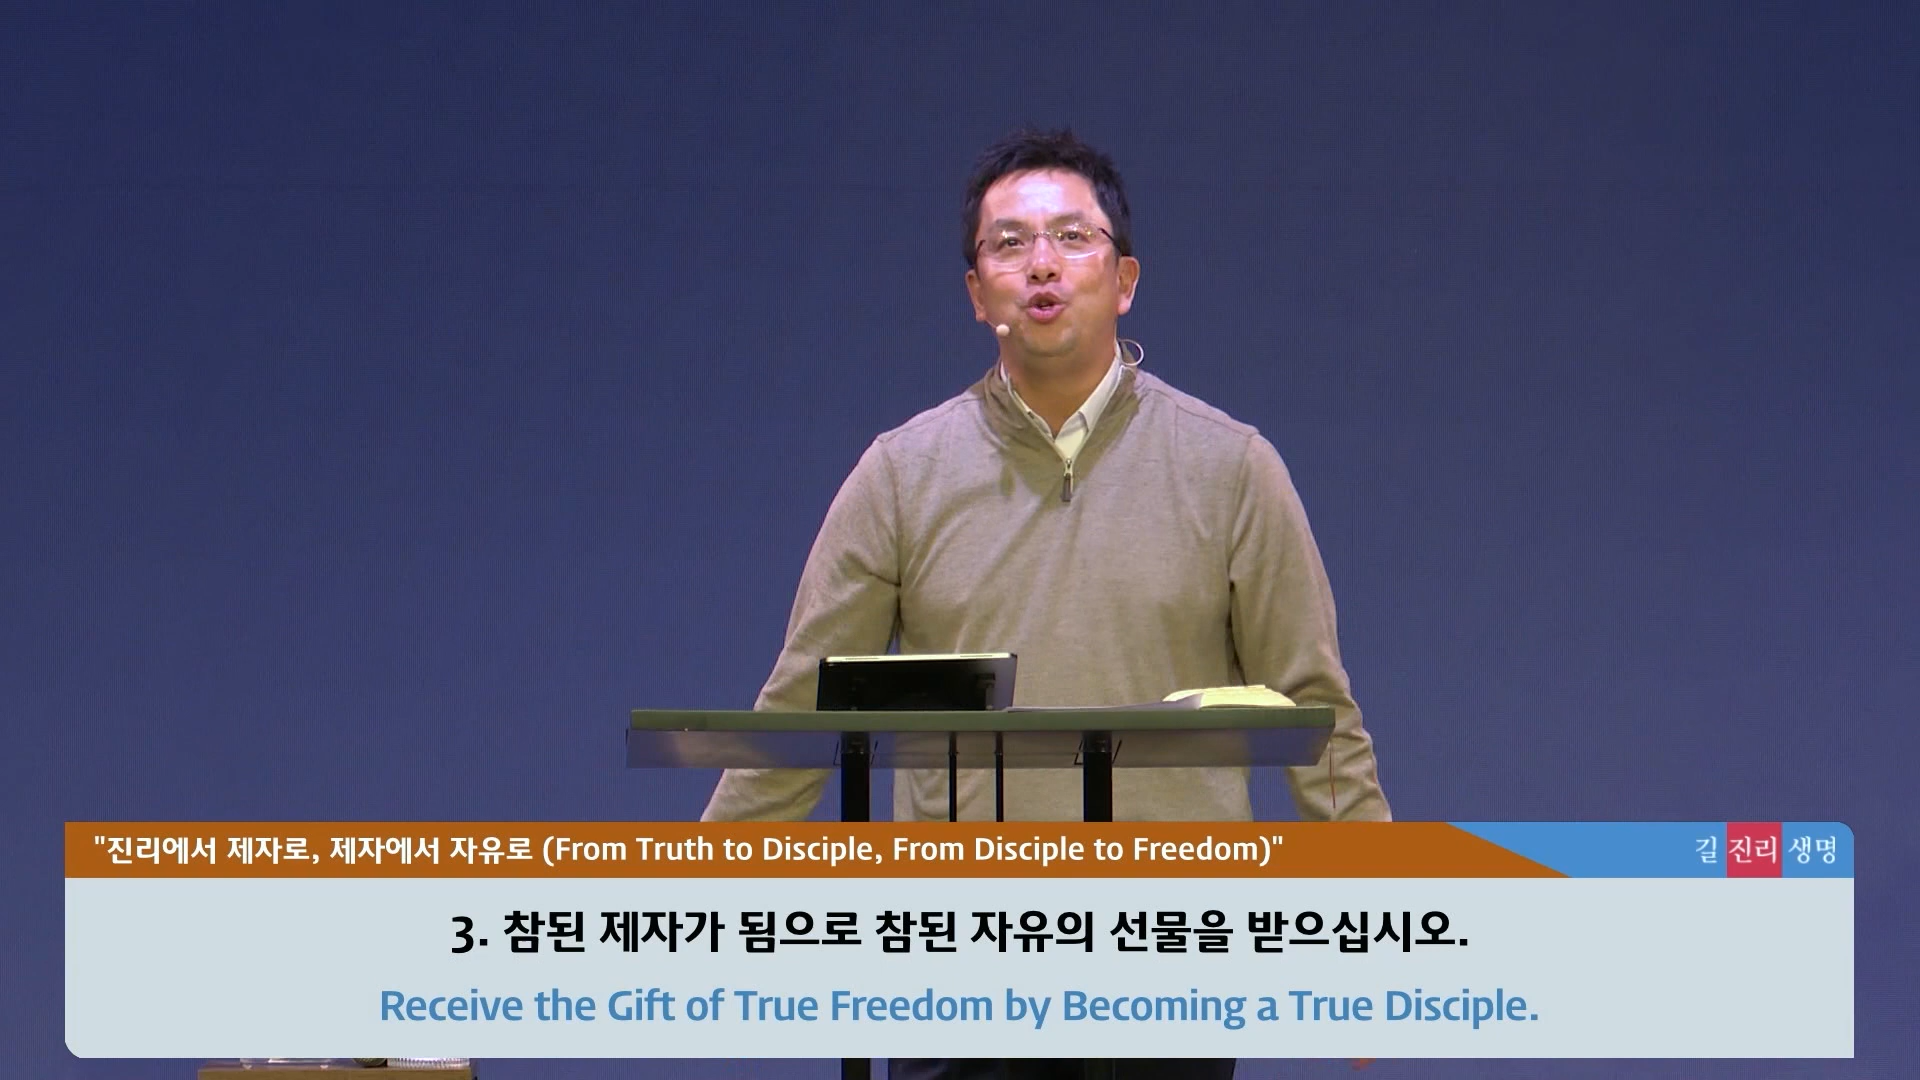 "진리에서 제자로, 제자에서 자유로 (From Truth to Disciple, From Disciple to Freedom)"
길 진리 생명
3. 참된 제자가 됨으로 참된 자유의 선물을 받으십시오.
Receive the Gift of True Freedom by Becoming a True Disciple.